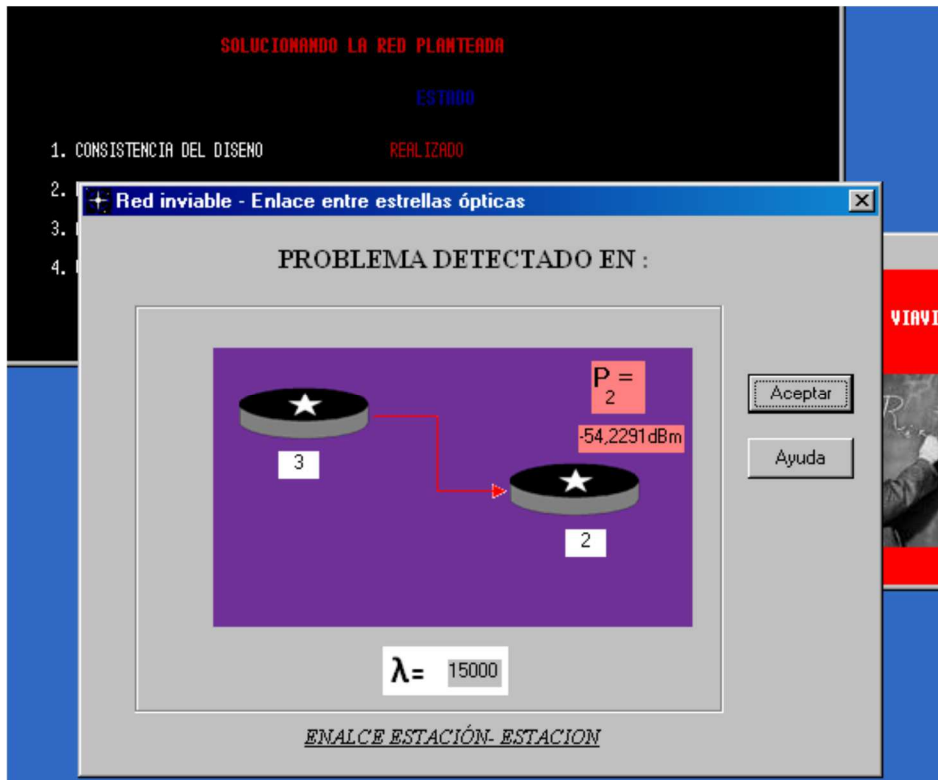 SOLUCIONANDO LA RED PLANTEADA
ESTADO
1. CONSISTENCIA DEL DISENO REALIZADO
2.
3.
4.
Red inviable - Enlace entre estrellas ópticas
PROBLEMA DETECTADO EN :
VIAVI
P =
2
-54,2291dBm
3
2
Aceptar
Ayuda
λ= 15000
ENALCE ESTACIÓN- ESTACION